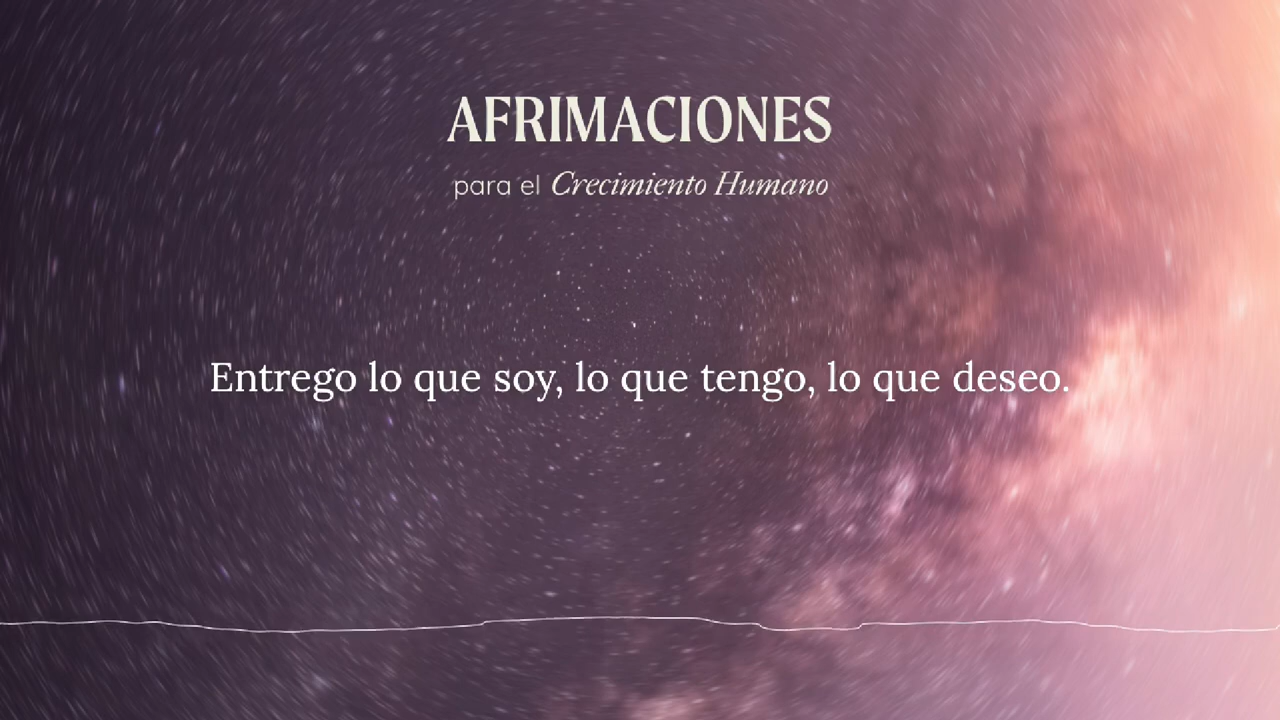 AFRIMACIONES
para el Crecimiento Humano
Entrego lo que soy, lo que tengo, lo que deseo.